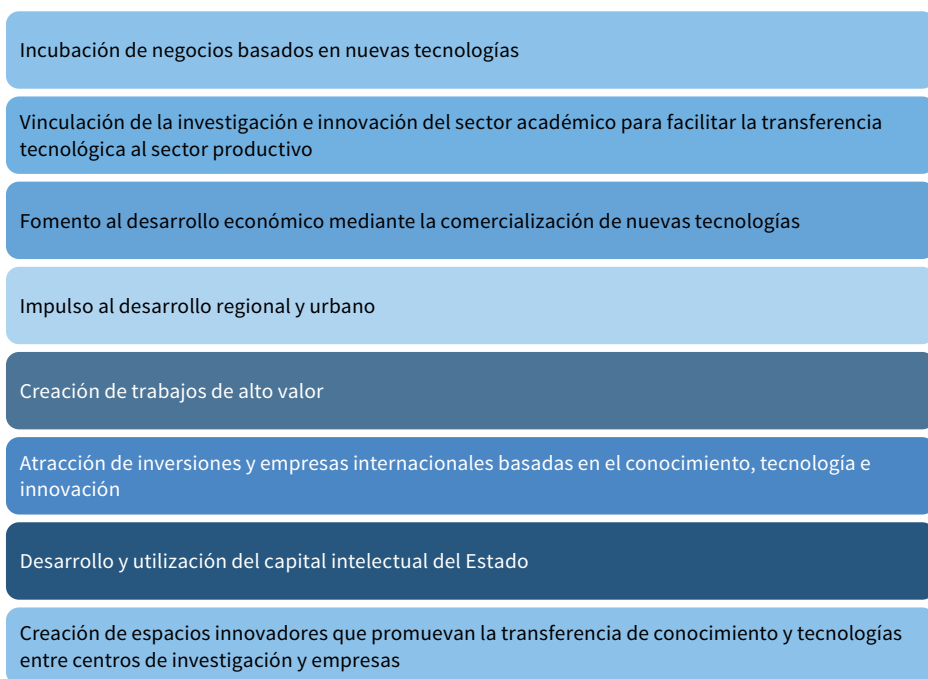 Incubación de negocios basados en nuevas tecnologías
Vinculación de la investigación e innovación del sector académico para facilitar la transferencia
tecnológica al sector productivo
Fomento al desarrollo económico mediante la comercialización de nuevas tecnologías
Impulso al desarrollo regional y urbano
Creación de trabajos de alto valor
Atracción de inversiones y empresas internacionales basadas en el conocimiento, tecnología e
innovación
Desarrollo y utilización del capital intelectual del Estado
Creación de espacios innovadores que promuevan la transferencia de conocimiento y tecnologías
entre centros de investigación y empresas